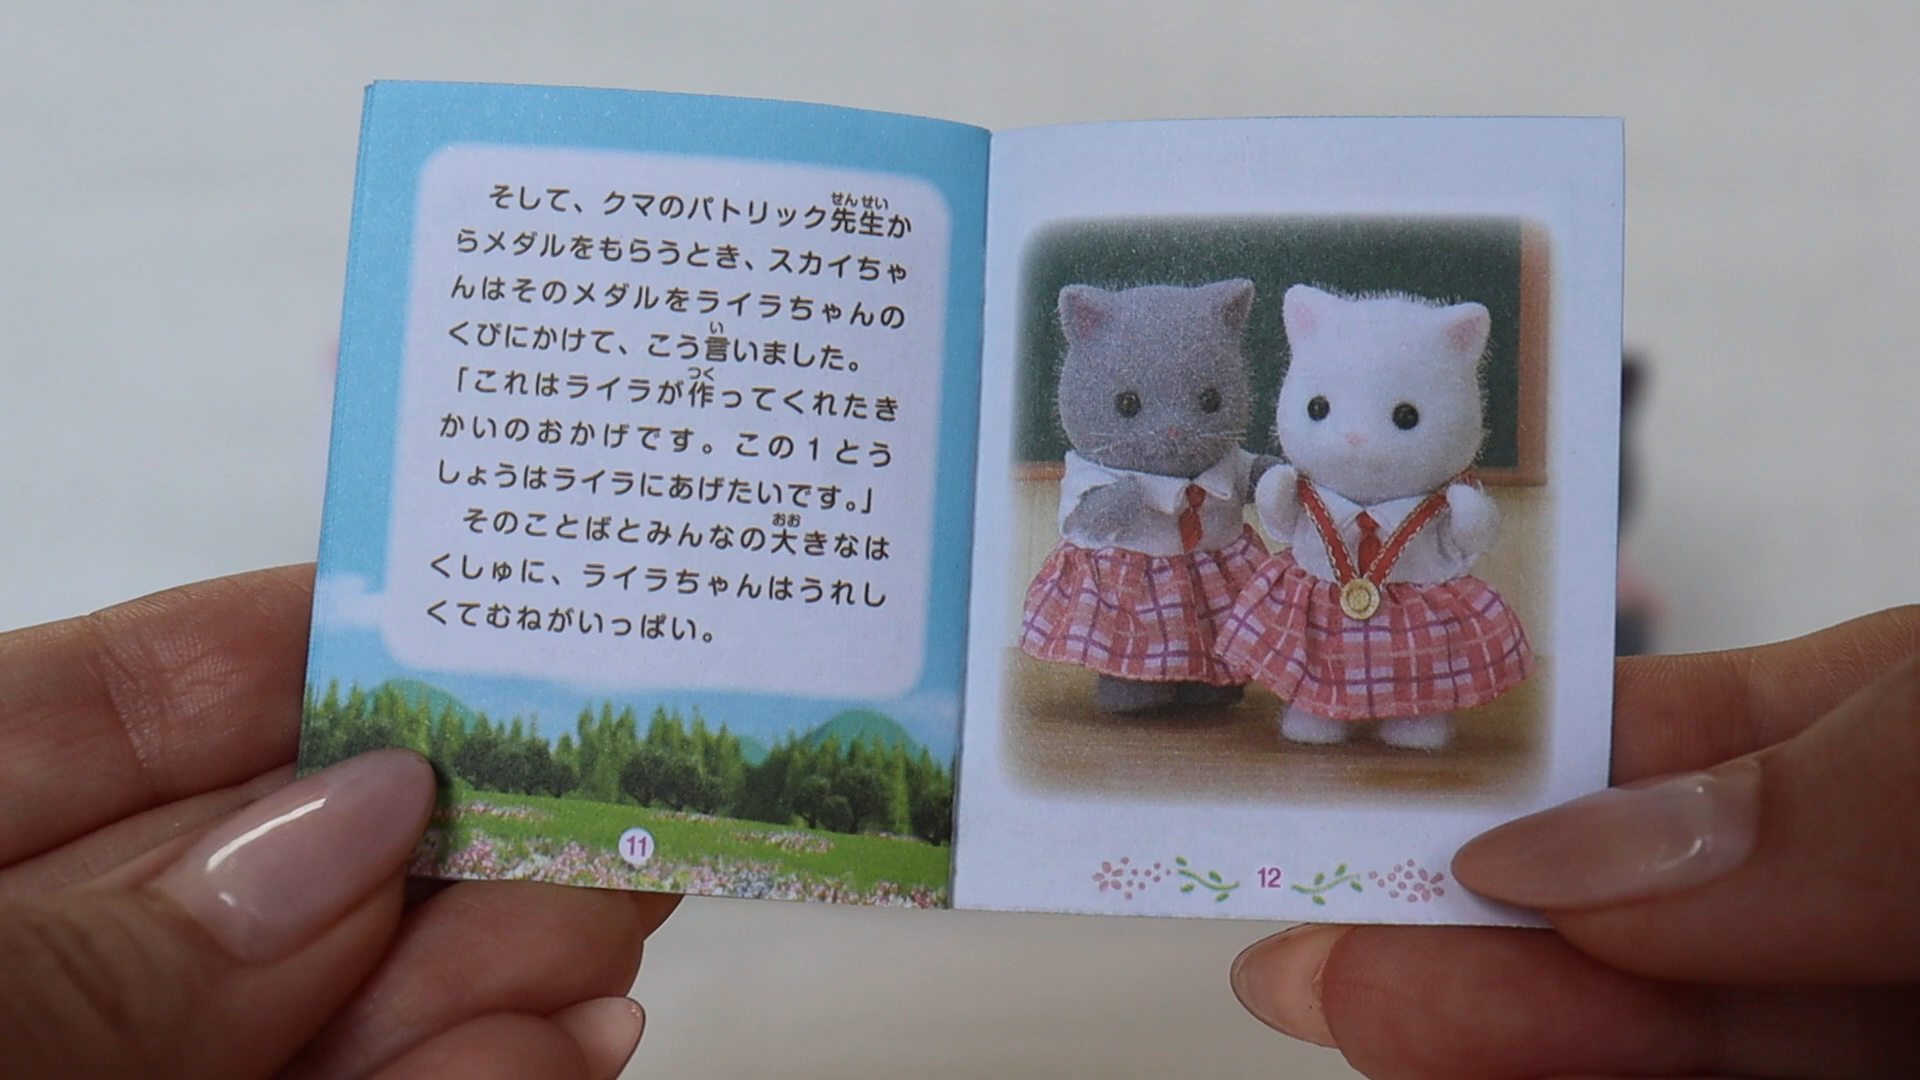 そして、クマのパトリック先生か
らメダルをもらうとき、スカイちゃ
んはそのメダルをライラちゃんの
くびにかけて、こう言いました。
「これはライラが作ってくれたき
かいのおかげです。この1とう
しょうはライラにあげたいです。」
そのことばとみんなの大きなは
くしゅに、ライラちゃんはうれし
くてむねがいっぱい。
11
12